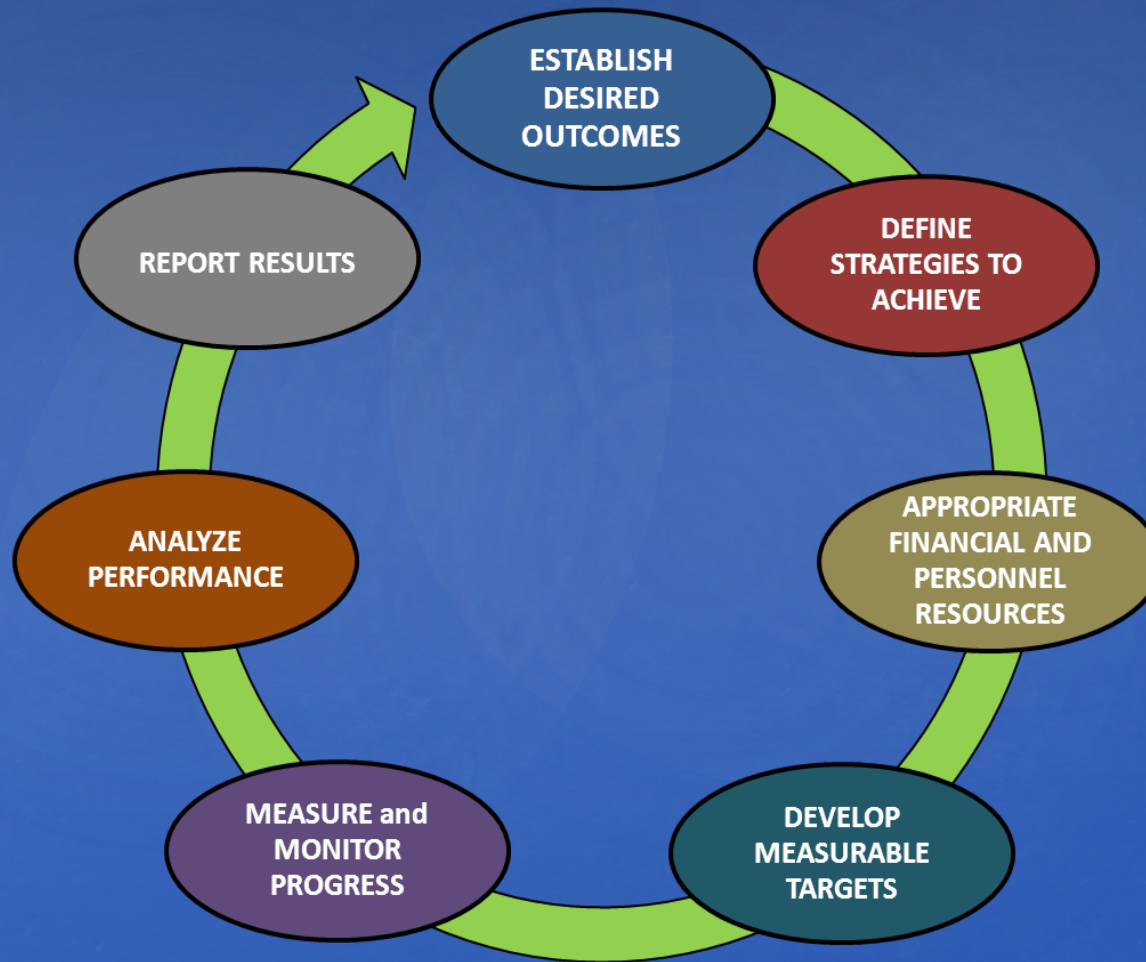 ESTABLISH
DESIRED
OUTCOMES
DEFINE
STRATEGIES TO
ACHIEVE
APPROPRIATE
FINANCIAL AND
PERSONNEL
RESOURCES
DEVELOP
MEASURABLE
TARGETS
MEASURE and
MONITOR
PROGRESS
ANALYZE
PERFORMANCE
REPORT RESULTS